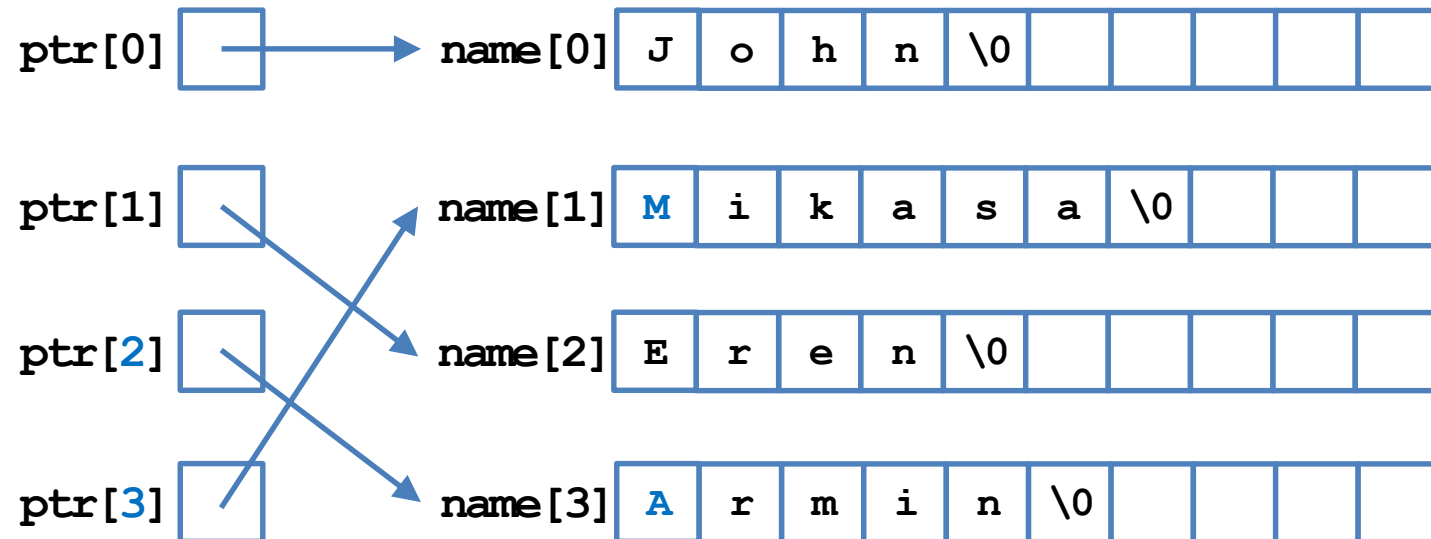 ptr[0] name[0] J o h n \0
ptr[1] name[1] M i k a s a \0
ptr[2] name[2] E r e n \0
ptr[3] name[3] A r m i n \0